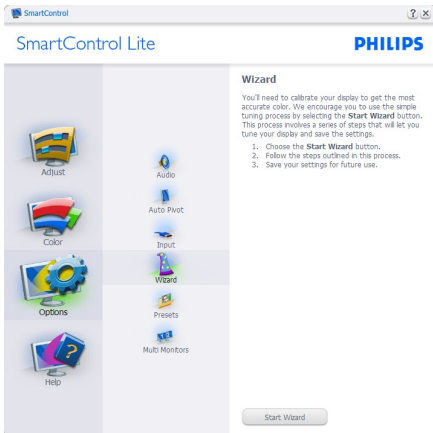 SmartControl
? ×
SmartControl Lite
PHILIPS
Adjust
Color
Options
Help
Audio
Auto Pivot
Input
Wizard
Presets
Multi Monitors
Wizard
You'll need to calibrate your display to get the most
accurate color. We encourage you to use the simple
tuning process by selecting the Start Wizard button.
This process involves a series of steps that will let you
tune your display and save the settings.
1. Choose the Start Wizard button.
2. Follow the steps outlined in this process.
3. Save your settings for future use.
Start Wizard